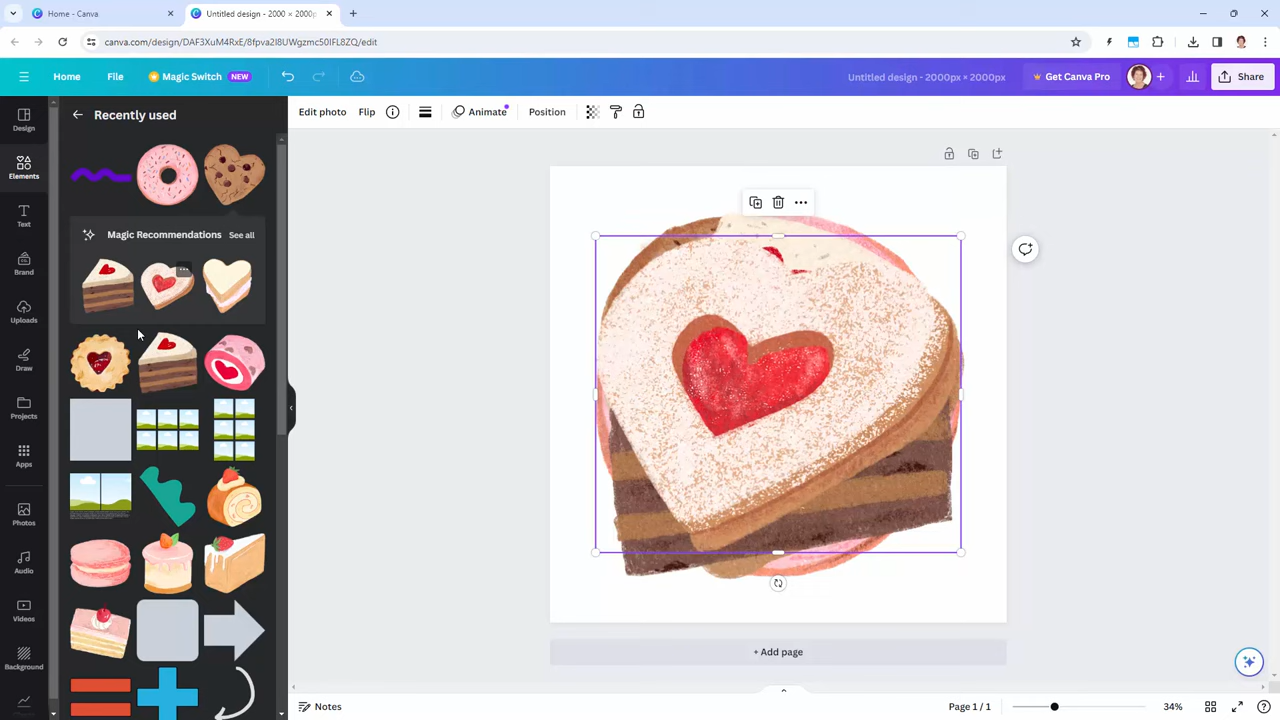 Home - Canva
Untitled design - 2000 × 2000p
canva.com/design/DAF3XuM4RxE/8fpva2I8UWgzmc50IFL8ZQ/edit
Home
File
Magic Switch
NEW
Untitled design - 2000px × 2000px
Get Canva Pro
Share
Design
Elements
Text
Brand
Uploads
Draw
Projects
Apps
Photos
Audio
Videos
Background
Recently used
Magic Recommendations
See all
Edit photo
Flip
Animate
Position
+ Add page
Notes
Page 1 / 1
34%